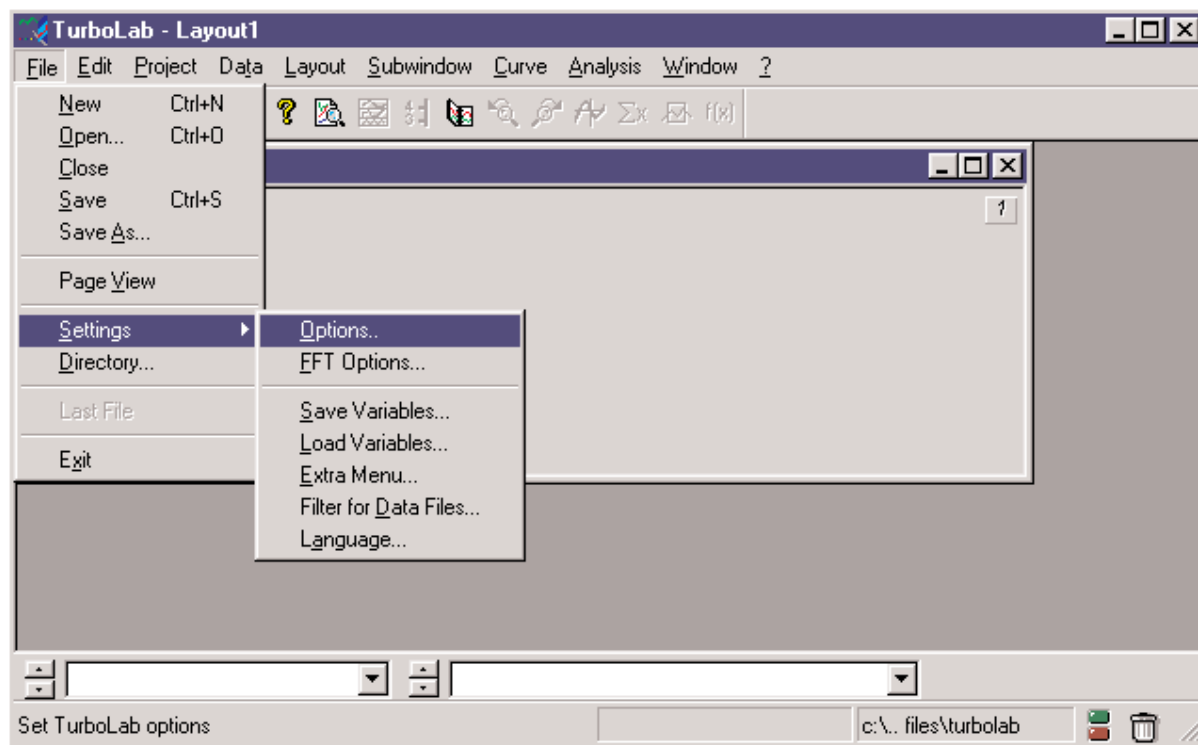 TurboLab - Layout1
File Edit Project Data Layout Subwindow Curve Analysis Window ?
New Ctrl+N
Open... Ctrl+O
Close
Save Ctrl+S
Save As...
Page View
Settings
Directory...
Last File
Exit
Options..
FFT Options...
Save Variables...
Load Variables...
Extra Menu...
Filter for Data Files...
Language...
? Σx f(x)
1
Set TurboLab options
c:\.. files\turbolab